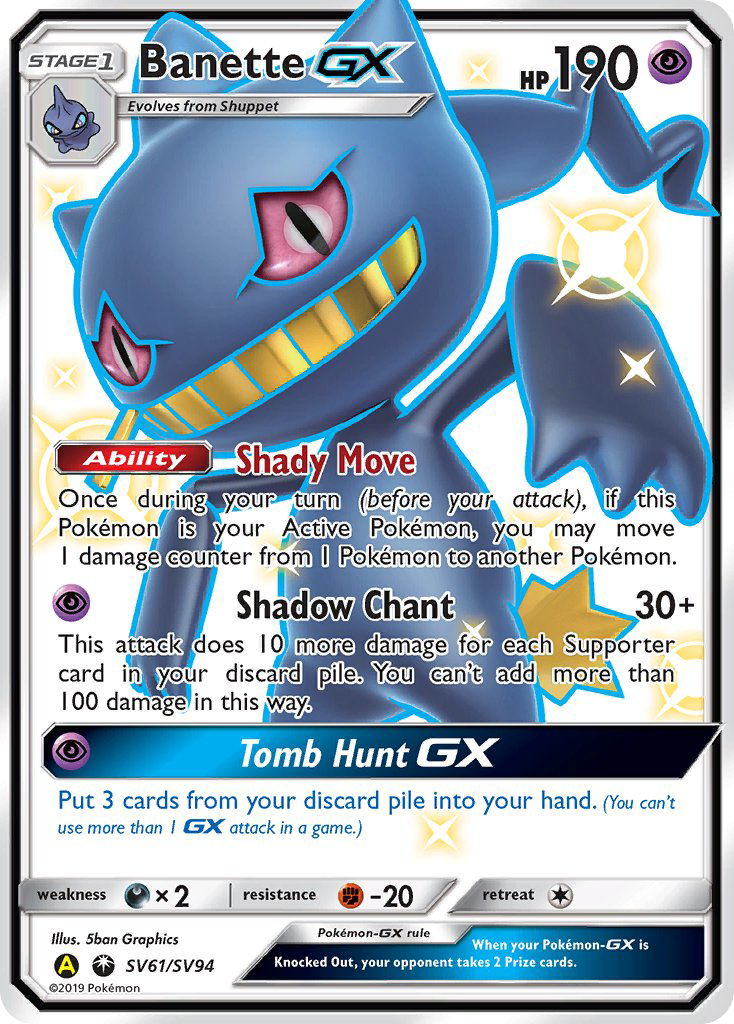 STAGE1 Banette GX HP 190
Evolves from Shuppet
Ability Shady Move
Once during your turn (before your attack), if this
Pokémon is your Active Pokémon, you may move
1 damage counter from 1 Pokémon to another Pokémon.
Shadow Chant 30+
This attack does 10 more damage for each Supporter
card in your discard pile. You can't add more than
100 damage in this way.
Tomb Hunt GX
Put 3 cards from your discard pile into your hand. (You can't
use more than 1 GX attack in a game.)
weakness ×2 resistance -20 retreat
Illus. 5ban Graphics
Pokémon-GX rule
When your Pokémon-GX is
Knocked Out, your opponent takes 2 Prize cards.
A SV61/SV94
©2019 Pokémon